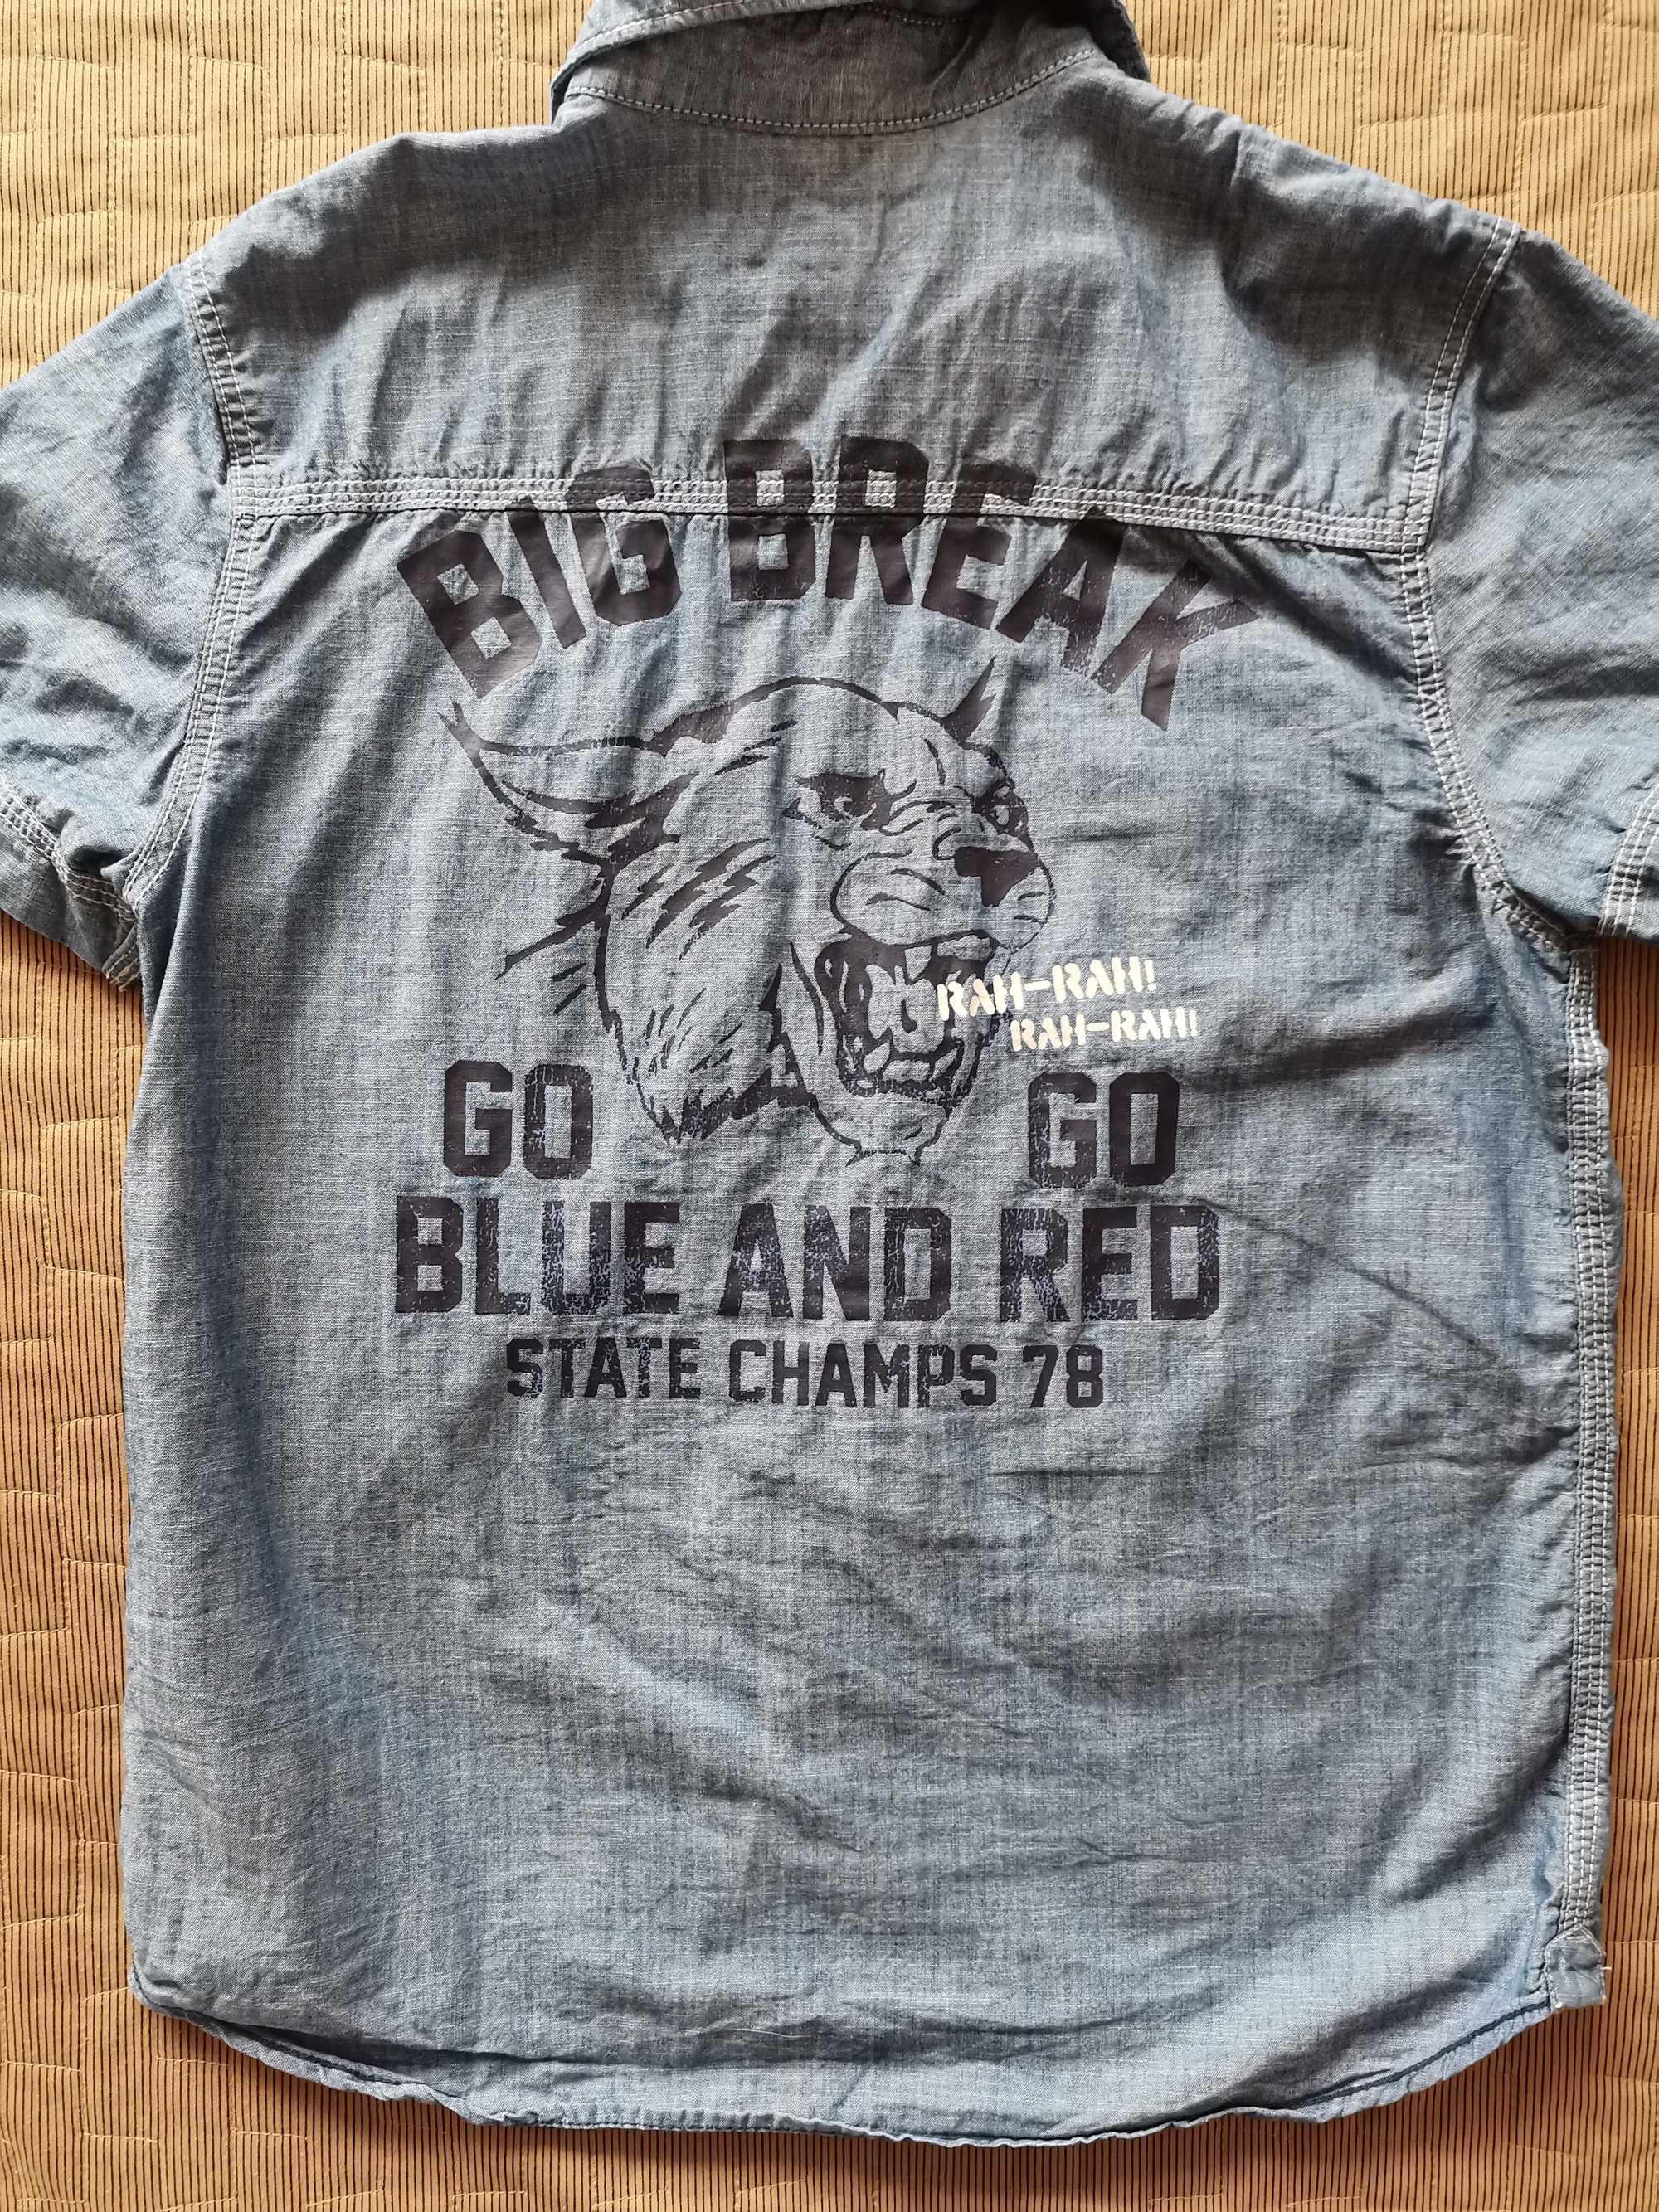 BIG BREAK
RAH-RAH!
RAH-RAH!
GO GO
BLUE AND RED
STATE CHAMPS 78